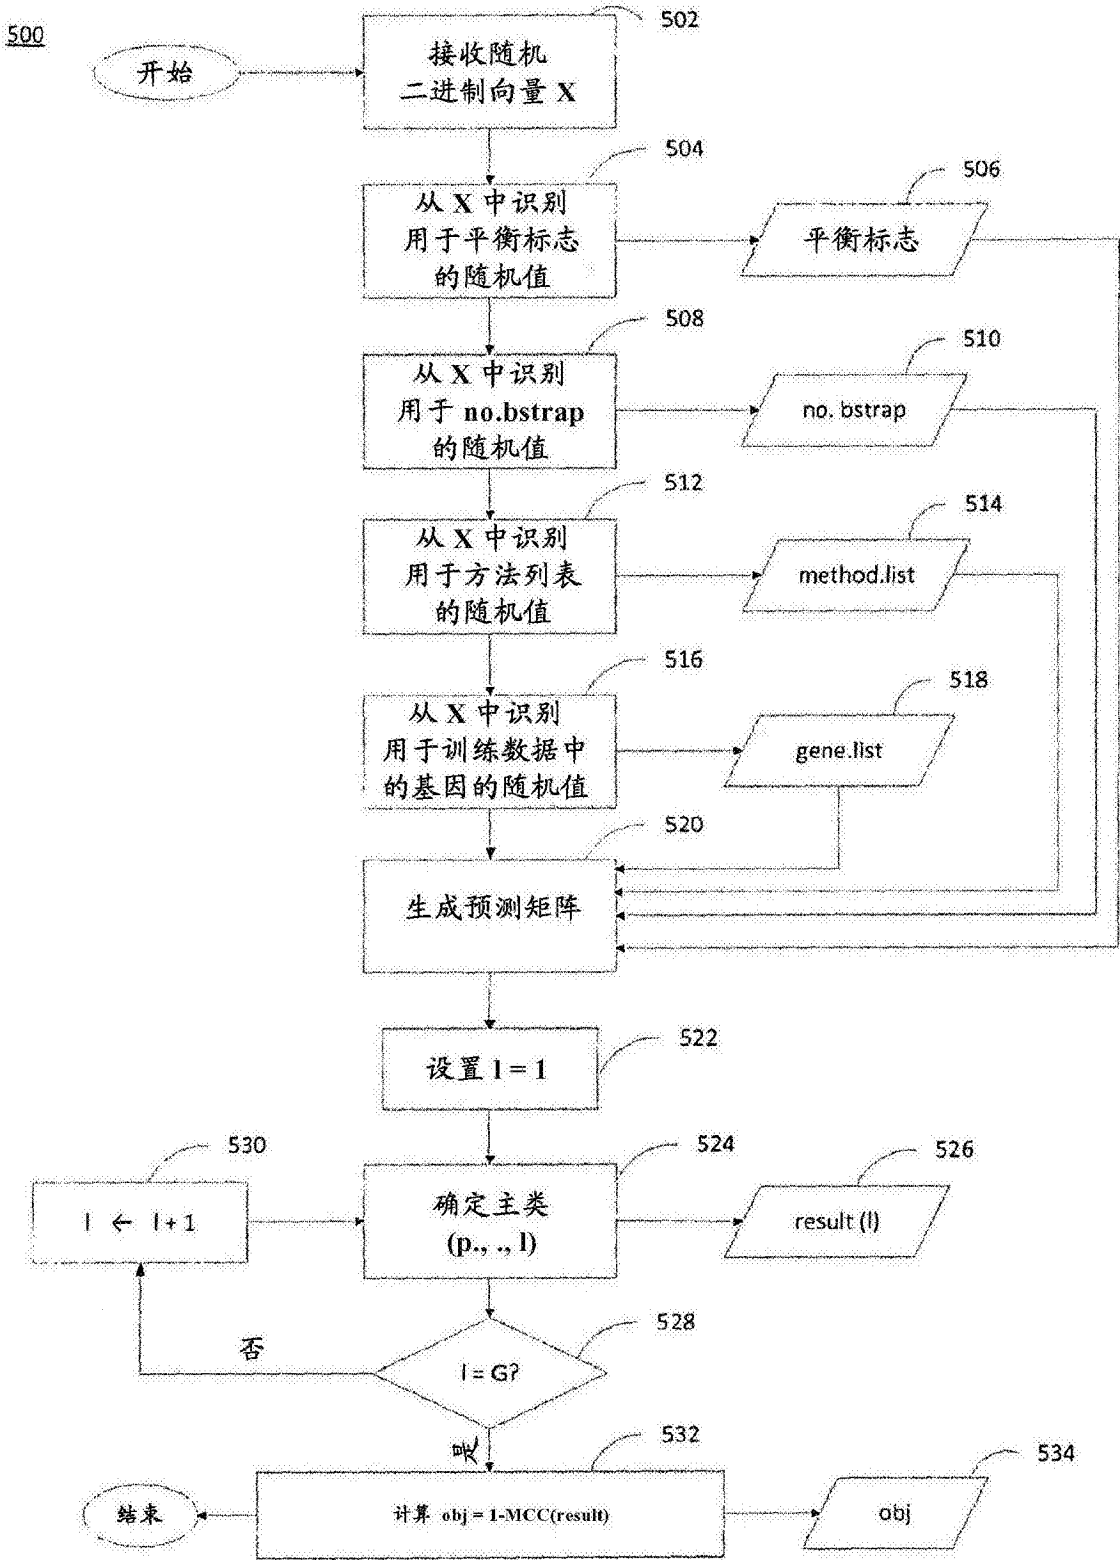 500
开始
502
接收随机
二进制向量 X
504
从 X 中识别
用于平衡标志
的随机值
506
平衡标志
508
从 X 中识别
用于 no.bstrap
的随机值
510
no. bstrap
512
从 X 中识别
用于方法列表
的随机值
514
method.list
516
从 X 中识别
用于训练数据中
的基因的随机值
518
gene.list
520
生成预测矩阵
522
设置 l = 1
524
确定主类
(p., ., l)
526
result (l)
530
l ← l + 1
528
l = G?
否
是
532
计算 obj = 1-MCC(result)
534
obj
结束